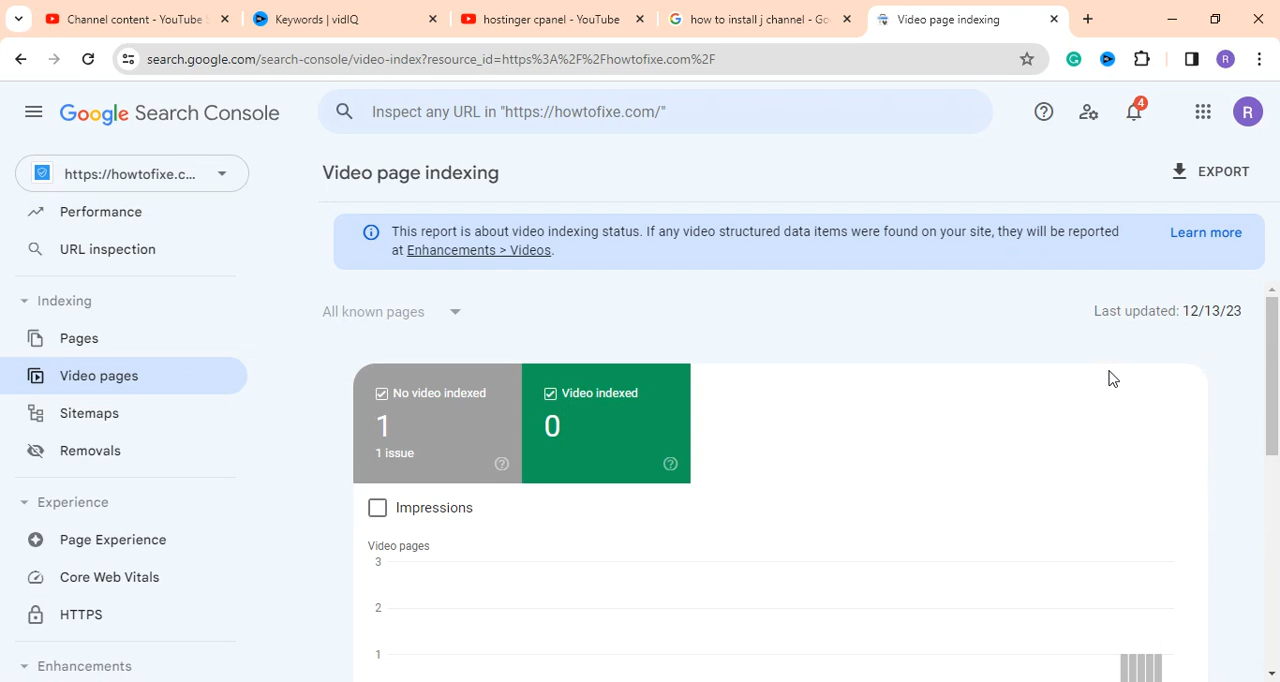 Channel content - YouTube
Keywords | vidIQ
hostinger cpanel - YouTube
how to install j channel - Go
Video page indexing
search.google.com/search-console/video-index?resource_id=https%3A%2F%2Fhowtofixe.com%2F
R
Google Search Console
Inspect any URL in "https://howtofixe.com/"
4
R
https://howtofixe.c...
Video page indexing
EXPORT
Performance
This report is about video indexing status. If any video structured data items were found on your site, they will be reported
Learn more
at Enhancements > Videos.
URL inspection
Indexing
All known pages
Last updated: 12/13/23
Pages
Video pages
No video indexed
Video indexed
1
0
1 issue
Sitemaps
Removals
Experience
Impressions
Page Experience
Video pages
3
Core Web Vitals
2
HTTPS
1
Enhancements